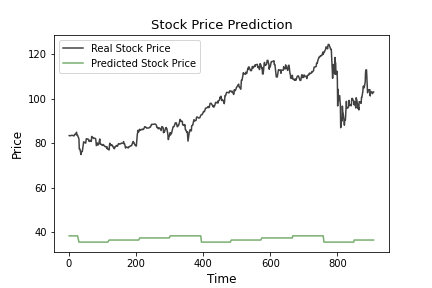 Stock Price Prediction
Real Stock Price
Predicted Stock Price
Price
120
100
80
60
40
0 200 400 600 800
Time